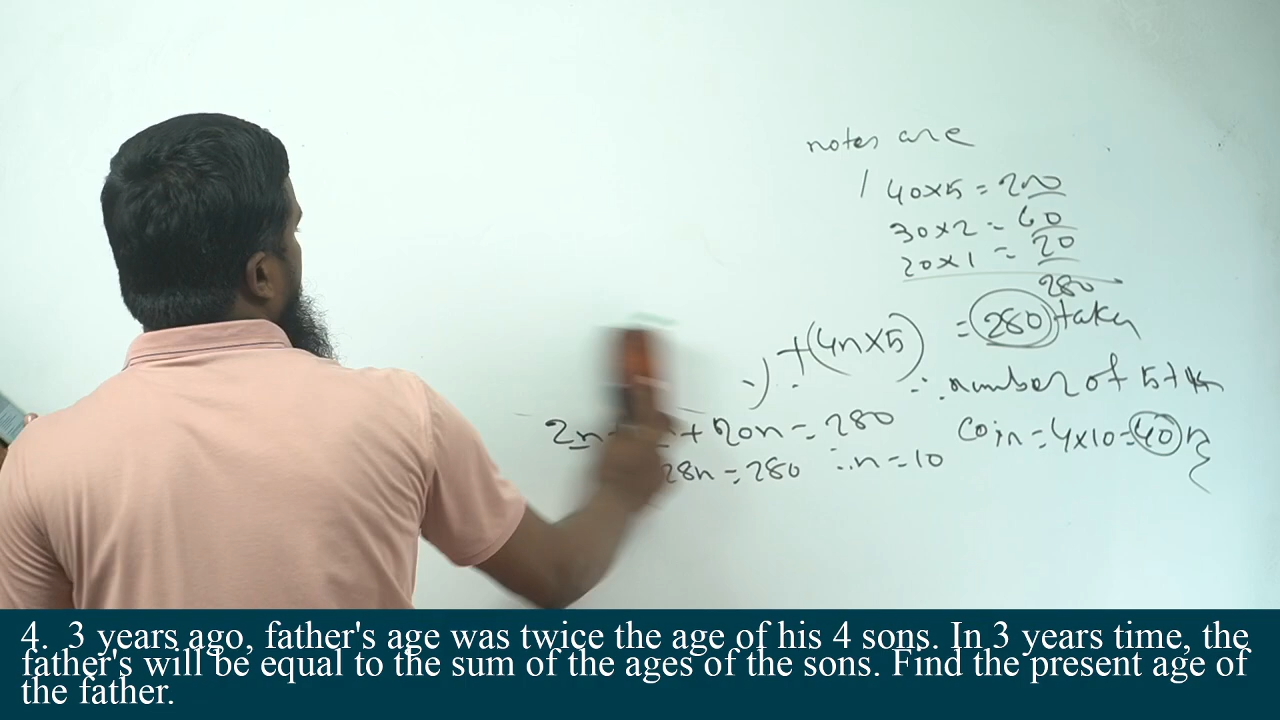 notes are
/ 40×5 = 200
30×2 = 60
20×1 = 20
280
) + (4n×5) = 280 taka
∴ number of 5 tk
2n + 20n = 280
coin = 4×10 = 40
28n = 280 ∴ n = 10
4. 3 years ago, father's age was twice the age of his 4 sons. In 3 years time, the
father's will be equal to the sum of the ages of the sons. Find the present age of
the father.